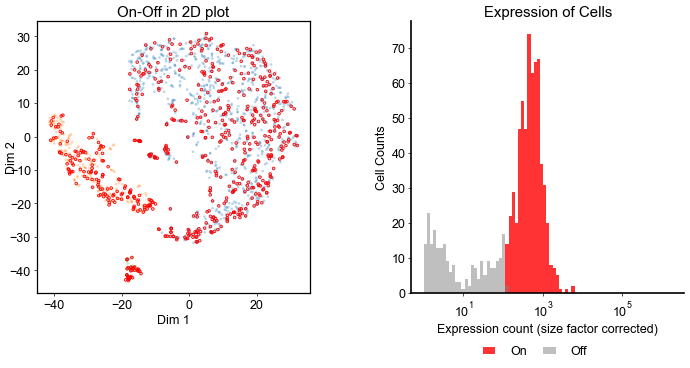 On-Off in 2D plot
Dim 2
30
20
10
0
−10
−20
−30
−40
−40
−20
0
20
Dim 1
Expression of Cells
Cell Counts
70
60
50
40
30
20
10
0
10¹
10³
10⁵
Expression count (size factor corrected)
On
Off